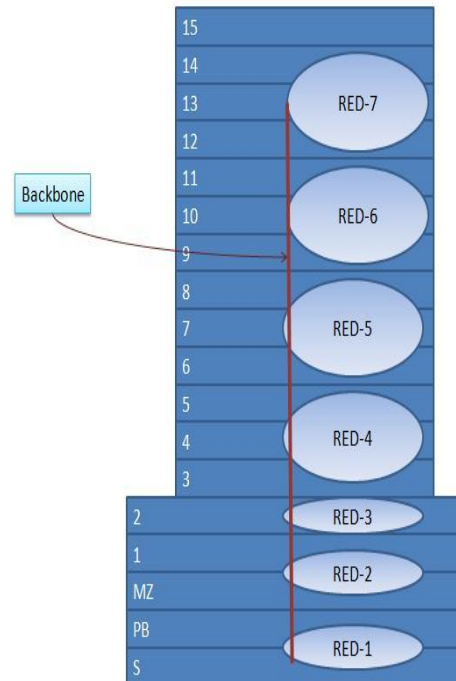 15
14
13
RED-7
12
11
Backbone
10
RED-6
9
8
7
RED-5
6
5
4
RED-4
3
2
RED-3
1
RED-2
MZ
PB
RED-1
S